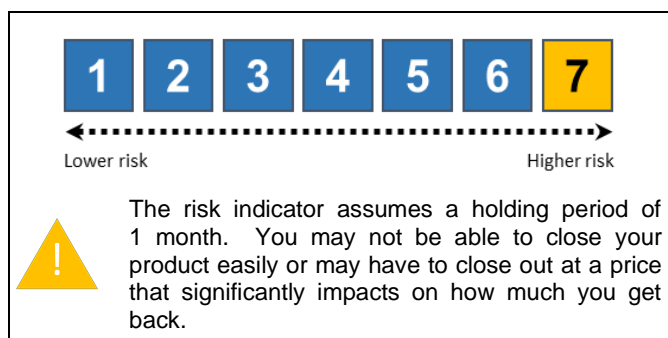 1 2 3 4 5 6 7
Lower risk Higher risk
!
The risk indicator assumes a holding period of
1 month. You may not be able to close your
product easily or may have to close out at a price
that significantly impacts on how much you get
back.